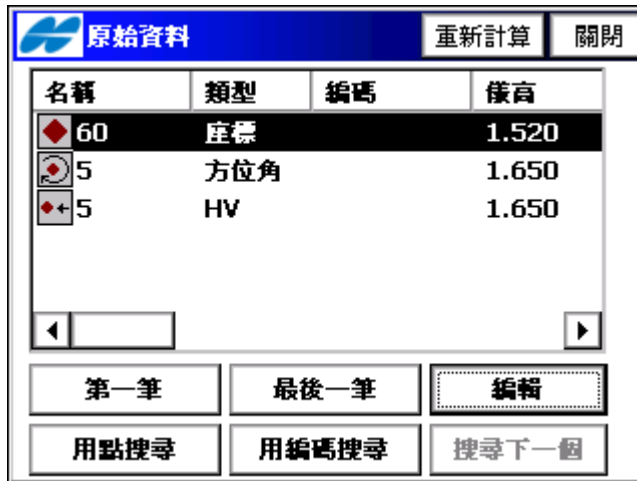 原始資料 重新計算 關閉
名稱 類型 編碼 儀高
60 座標 1.520
5 方位角 1.650
5 HV 1.650
第一筆 最後一筆 編輯
用點搜尋 用編碼搜尋 搜尋下一個